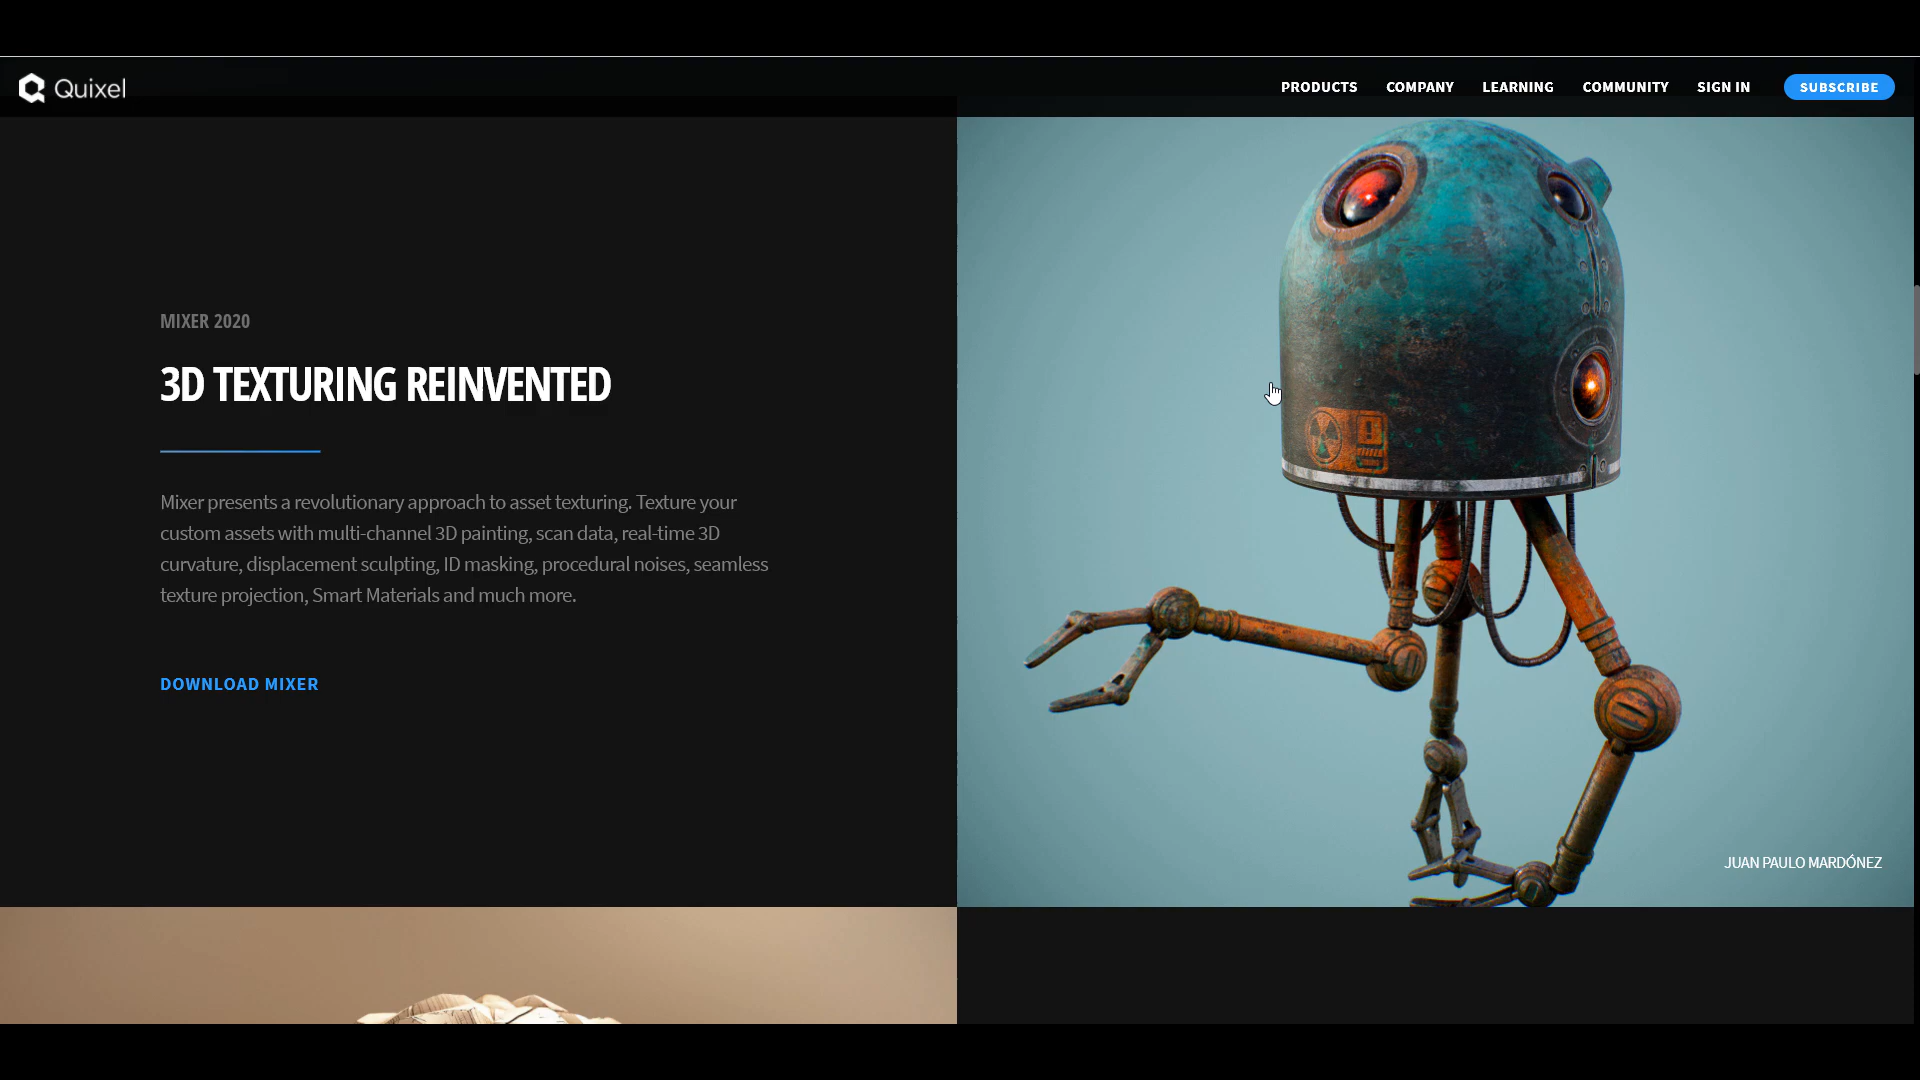 Quixel
PRODUCTS COMPANY LEARNING COMMUNITY SIGN IN SUBSCRIBE
MIXER 2020
3D TEXTURING REINVENTED
Mixer presents a revolutionary approach to asset texturing. Texture your
custom assets with multi-channel 3D painting, scan data, real-time 3D
curvature, displacement sculpting, ID masking, procedural noises, seamless
texture projection, Smart Materials and much more.
DOWNLOAD MIXER
JUAN PAULO MARDÓNEZ